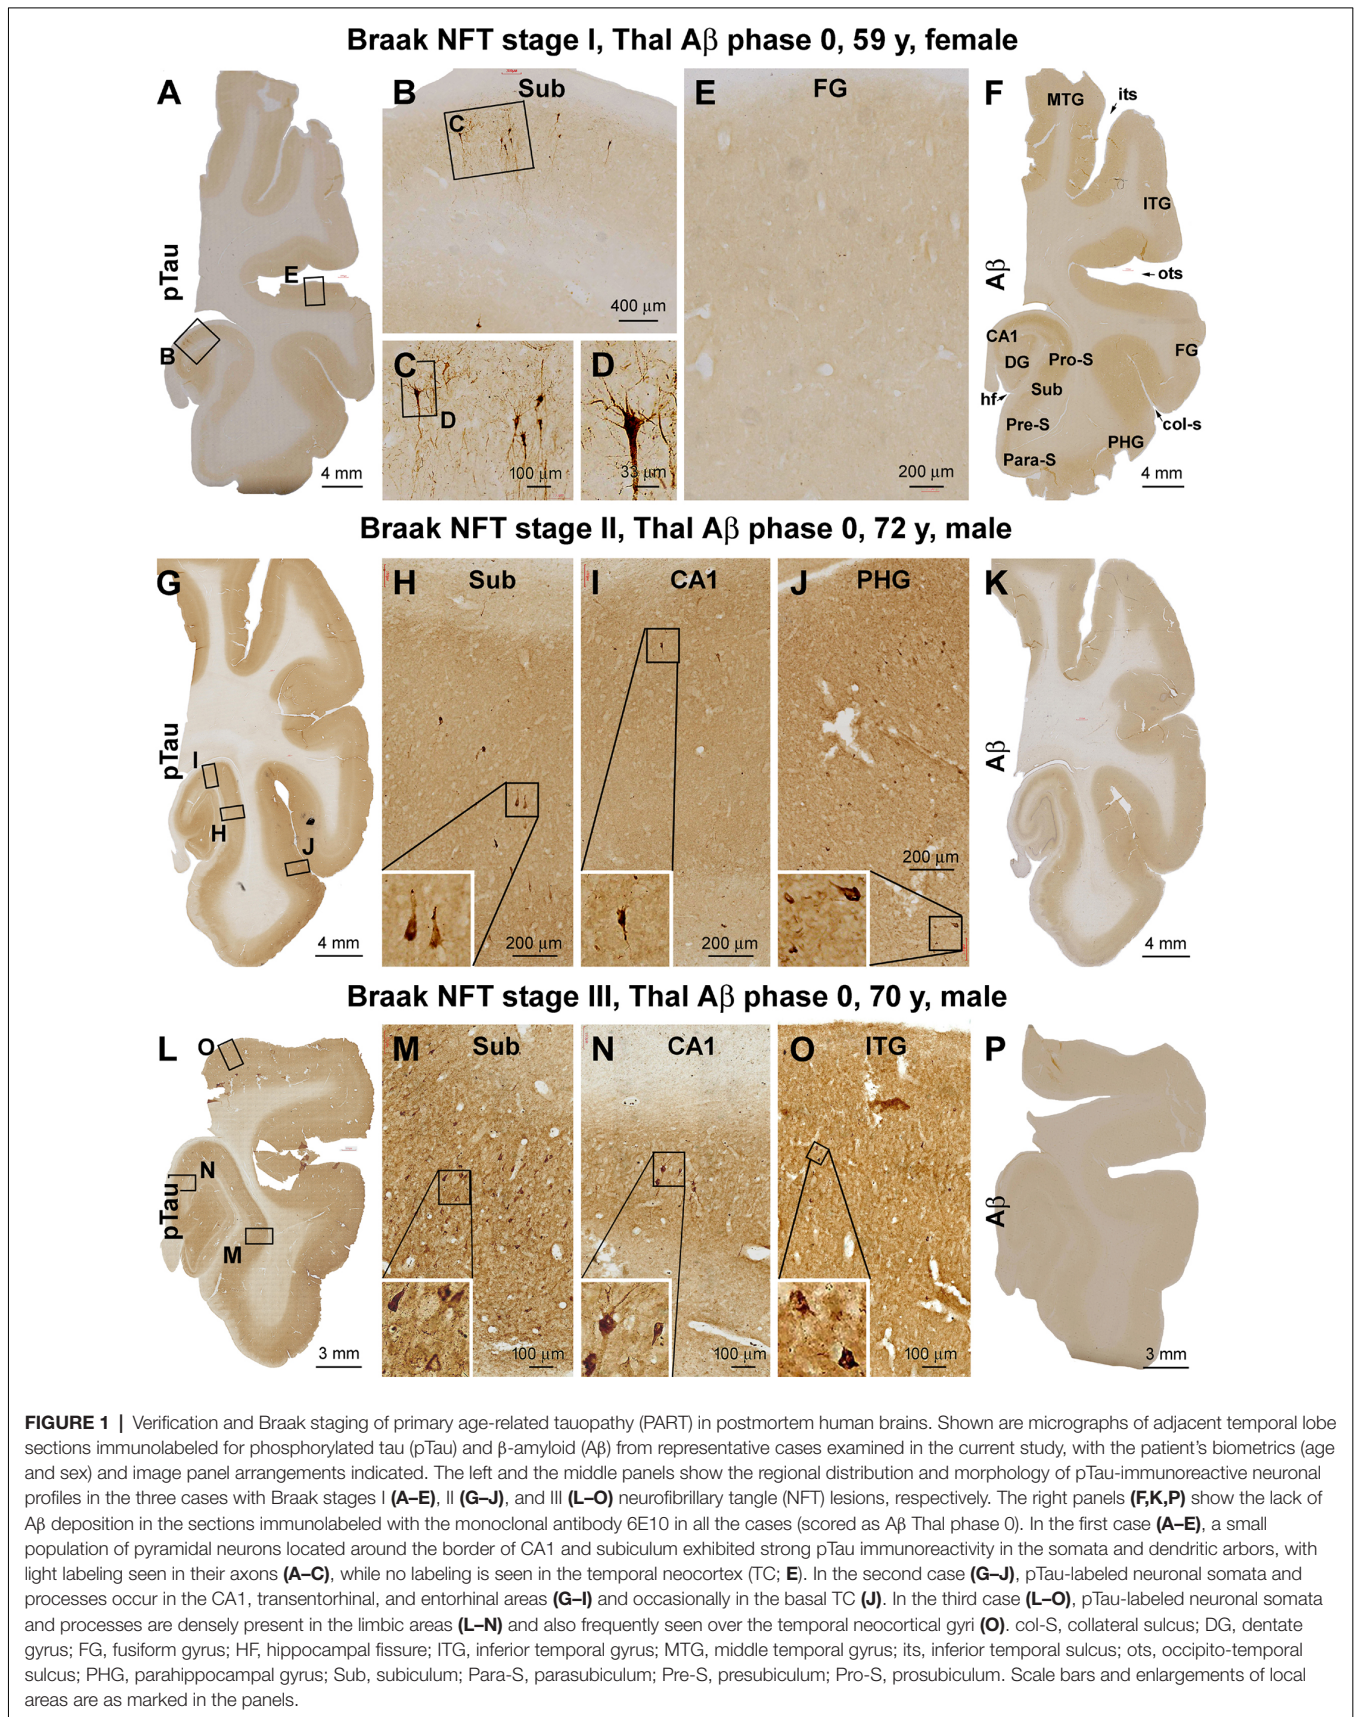 Braak NFT stage I, Thal Aβ phase 0, 59 y, female
A
pTau
E
B
4 mm
B
Sub
C
400 μm
C
D
100 μm
D
33 μm
E
FG
200 μm
F
MTG
its
ITG
Aβ
ots
CA1
DG
Pro-S
FG
Sub
hf
Pre-S
col-s
PHG
Para-S
4 mm
Braak NFT stage II, Thal Aβ phase 0, 72 y, male
G
pTau
I
H
J
4 mm
H
Sub
200 μm
I
CA1
200 μm
J
PHG
200 μm
K
Aβ
4 mm
Braak NFT stage III, Thal Aβ phase 0, 70 y, male
L
O
N
pTau
M
3 mm
M
Sub
100 μm
N
CA1
100 μm
O
ITG
100 μm
P
Aβ
3 mm
FIGURE 1 | Verification and Braak staging of primary age-related tauopathy (PART) in postmortem human brains. Shown are micrographs of adjacent temporal lobe
sections immunolabeled for phosphorylated tau (pTau) and β-amyloid (Aβ) from representative cases examined in the current study, with the patient's biometrics (age
and sex) and image panel arrangements indicated. The left and the middle panels show the regional distribution and morphology of pTau-immunoreactive neuronal
profiles in the three cases with Braak stages I (A–E), II (G–J), and III (L–O) neurofibrillary tangle (NFT) lesions, respectively. The right panels (F,K,P) show the lack of
Aβ deposition in the sections immunolabeled with the monoclonal antibody 6E10 in all the cases (scored as Aβ Thal phase 0). In the first case (A–E), a small
population of pyramidal neurons located around the border of CA1 and subiculum exhibited strong pTau immunoreactivity in the somata and dendritic arbors, with
light labeling seen in their axons (A–C), while no labeling is seen in the temporal neocortex (TC; E). In the second case (G–J), pTau-labeled neuronal somata and
processes occur in the CA1, transentorhinal, and entorhinal areas (G–I) and occasionally in the basal TC (J). In the third case (L–O), pTau-labeled neuronal somata
and processes are densely present in the limbic areas (L–N) and also frequently seen over the temporal neocortical gyri (O). col-S, collateral sulcus; DG, dentate
gyrus; FG, fusiform gyrus; HF, hippocampal fissure; ITG, inferior temporal gyrus; MTG, middle temporal gyrus; its, inferior temporal sulcus; ots, occipito-temporal
sulcus; PHG, parahippocampal gyrus; Sub, subiculum; Para-S, parasubiculum; Pre-S, presubiculum; Pro-S, prosubiculum. Scale bars and enlargements of local
areas are as marked in the panels.